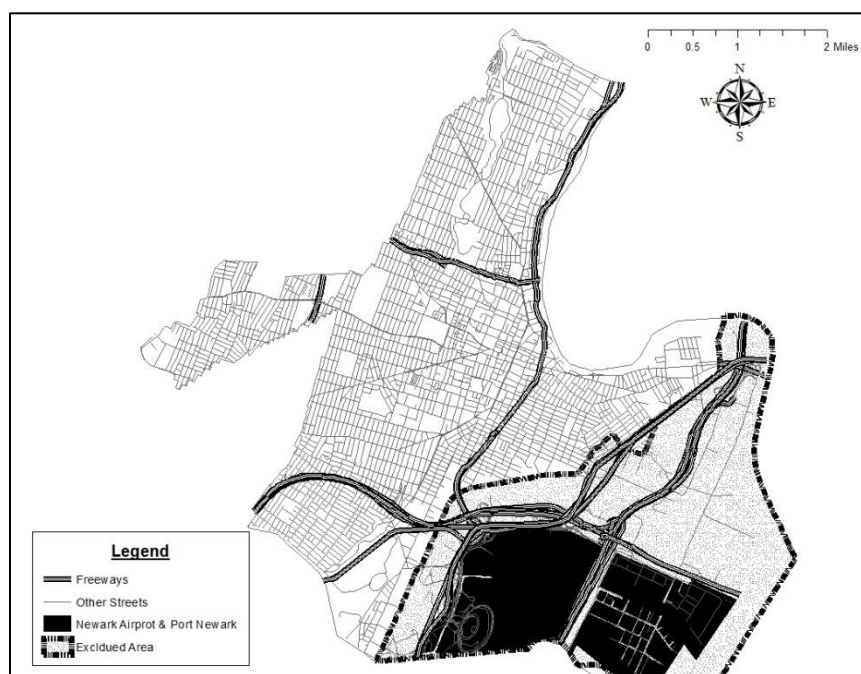 0 0.5 1 2 Miles
N
W E
S
Legend
Freeways
Other Streets
Newark Airprot & Port Newark
Excldued Area